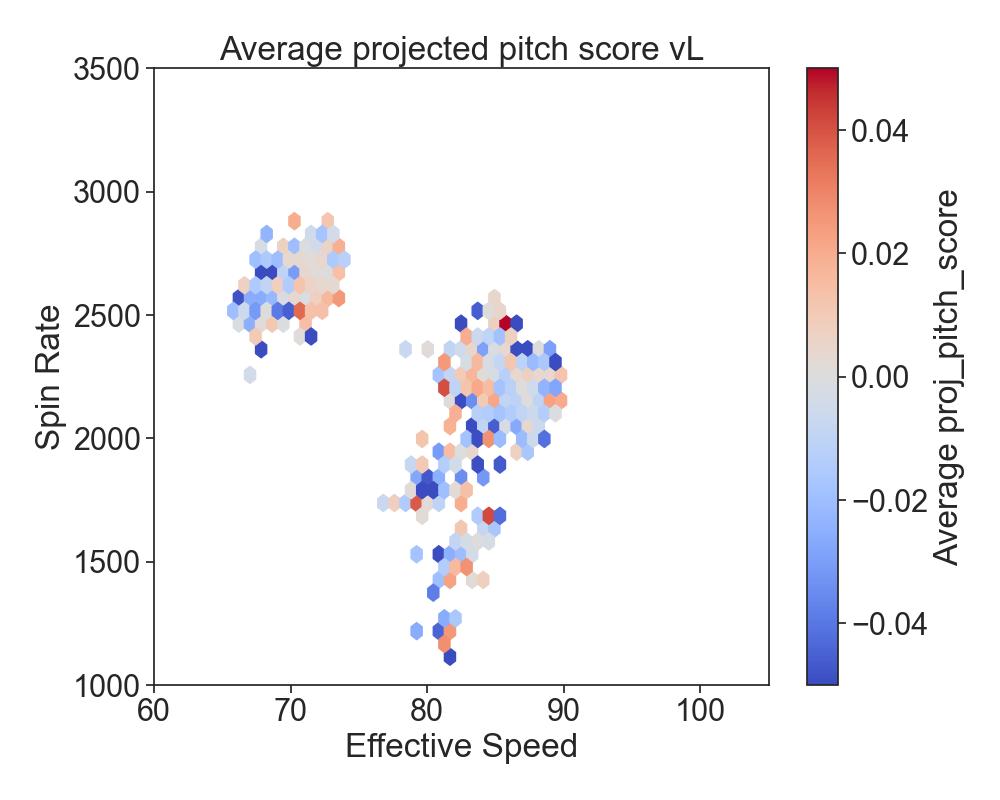 Average projected pitch score vL
3500
3000
2500
2000
1500
1000
Spin Rate
60 70 80 90 100
Effective Speed
0.04
0.02
0.00
−0.02
−0.04
Average proj_pitch_score